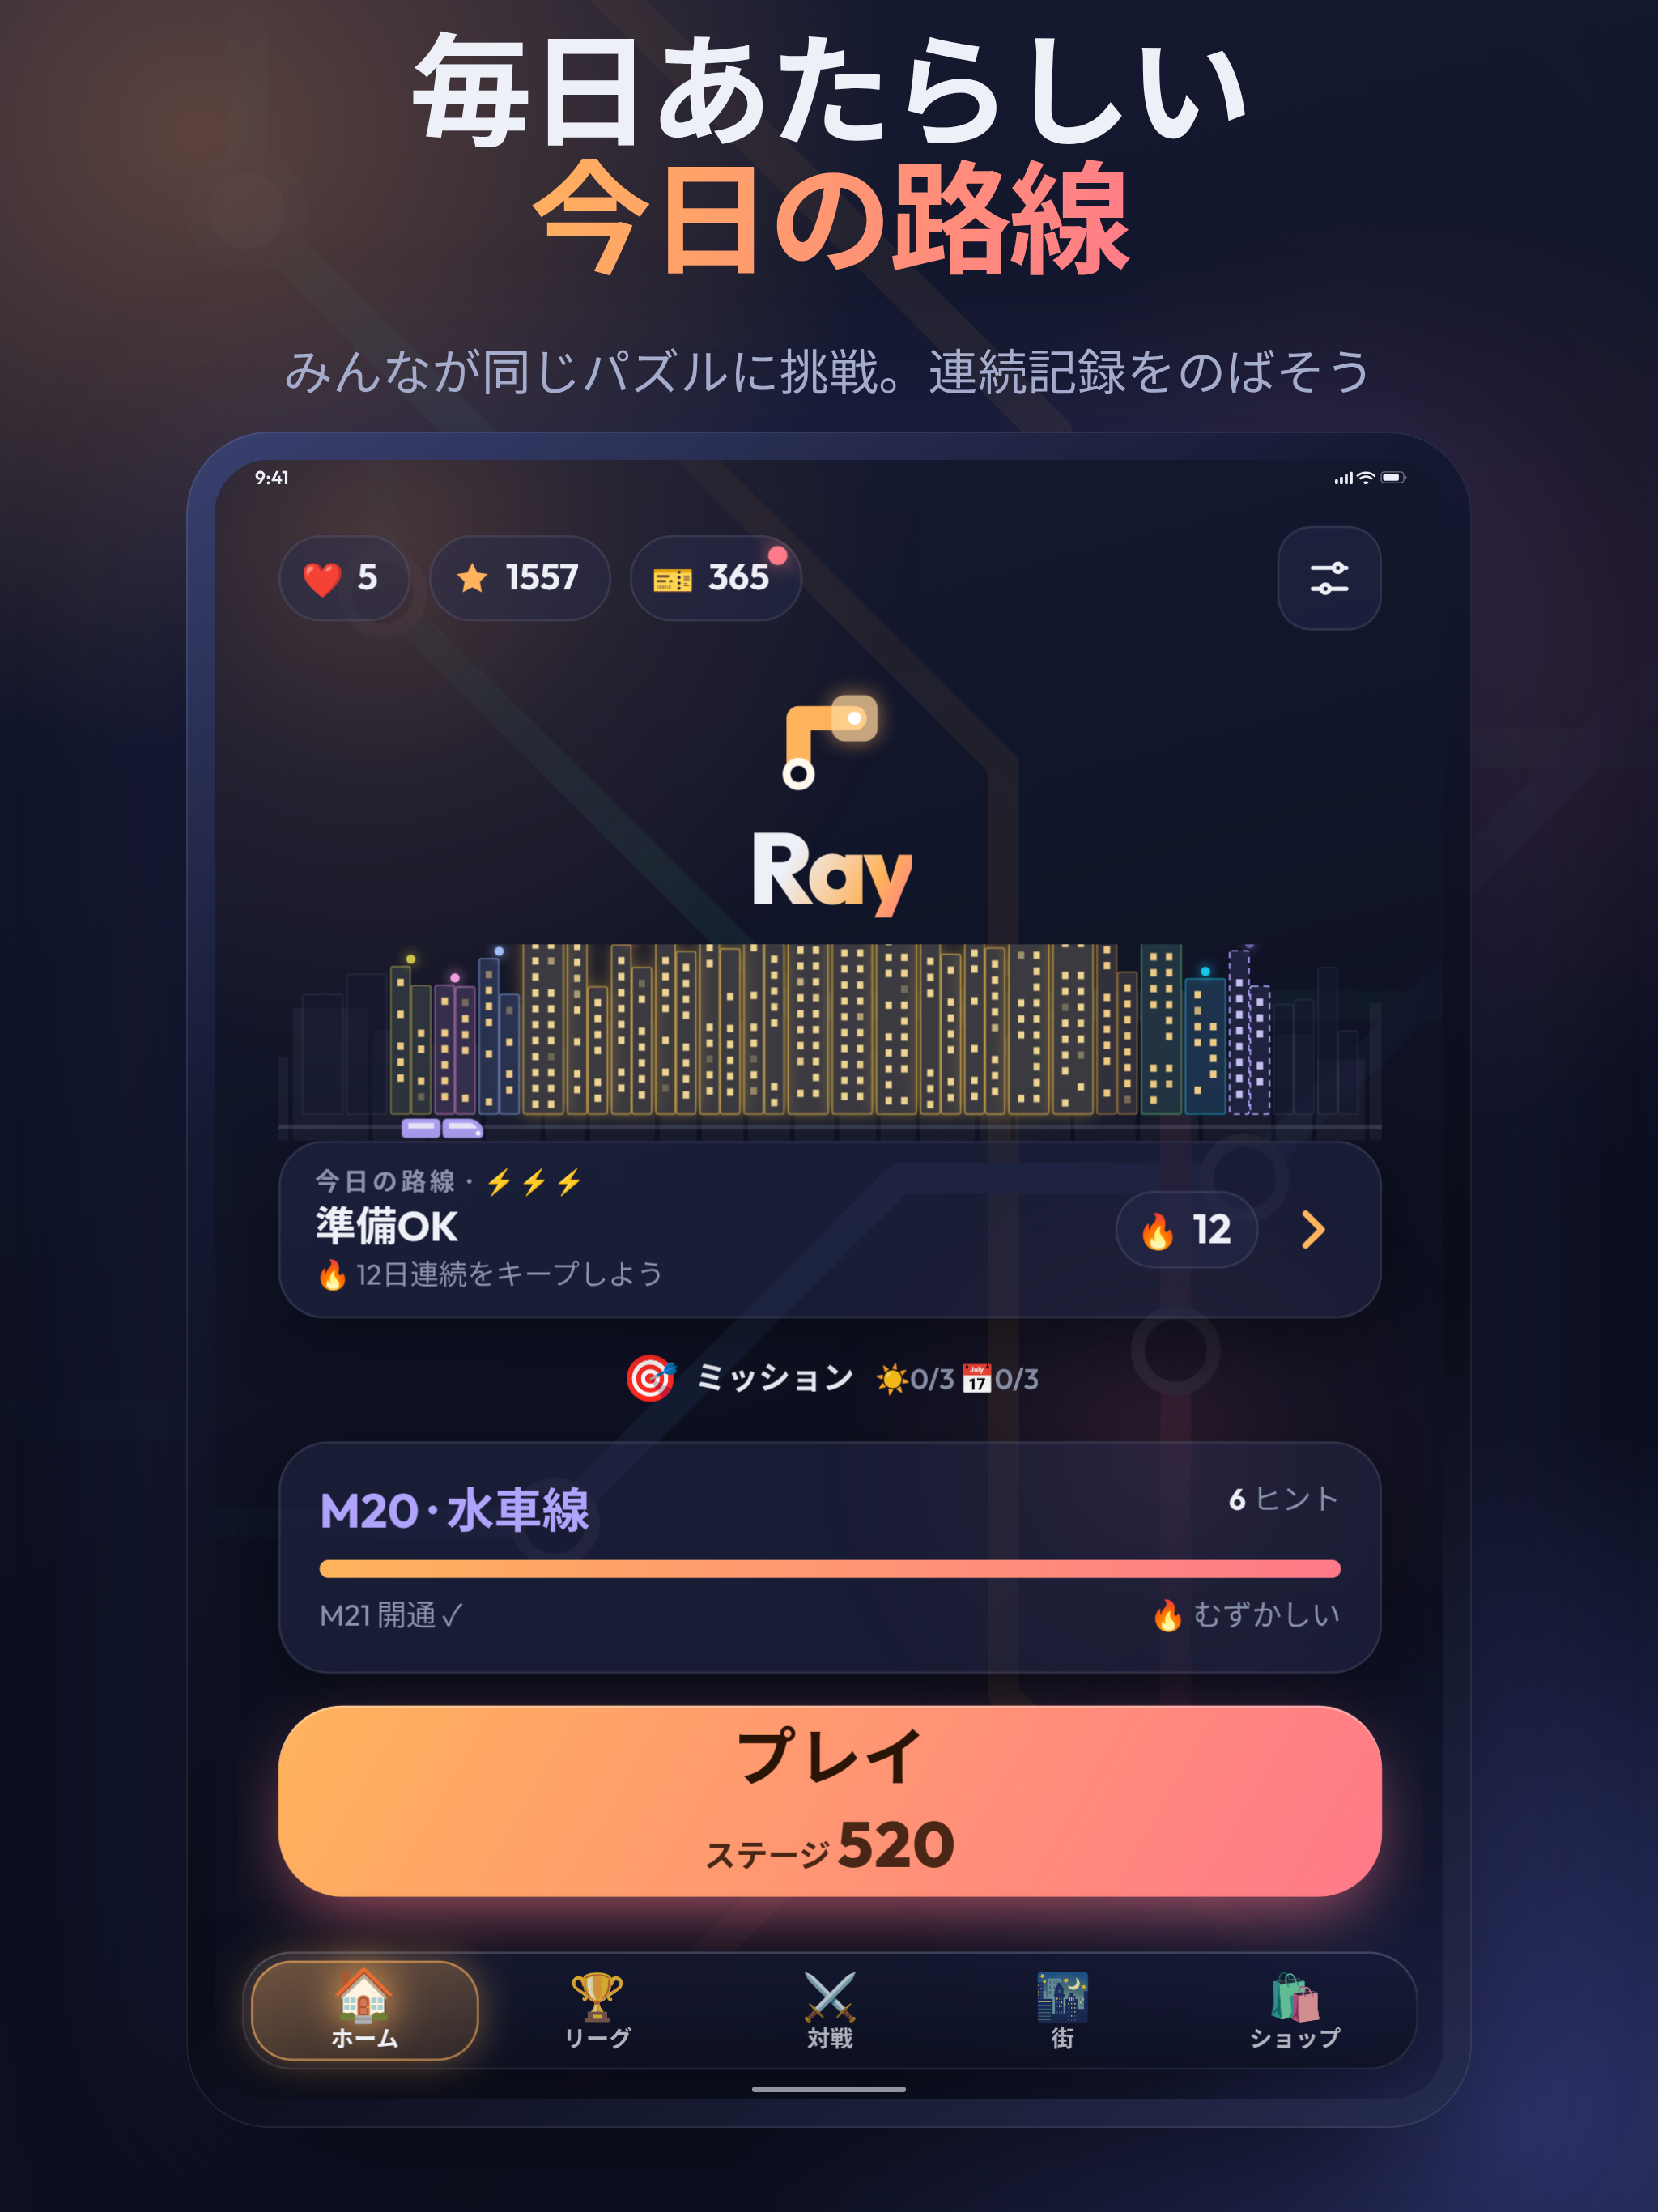 毎日あたらしい
今日の路線
みんなが同じパズルに挑戦。連続記録をのばそう
9:41
❤️ 5
★ 1557
🎫 365
Ray
今日の路線 · ⚡⚡⚡
準備OK
🔥 12日連続をキープしよう
🔥 12
🎯 ミッション ☀️0/3 📅0/3
M20 · 水車線
6 ヒント
M21 開通 ✓
🔥 むずかしい
プレイ
ステージ 520
ホーム
リーグ
対戦
街
ショップ